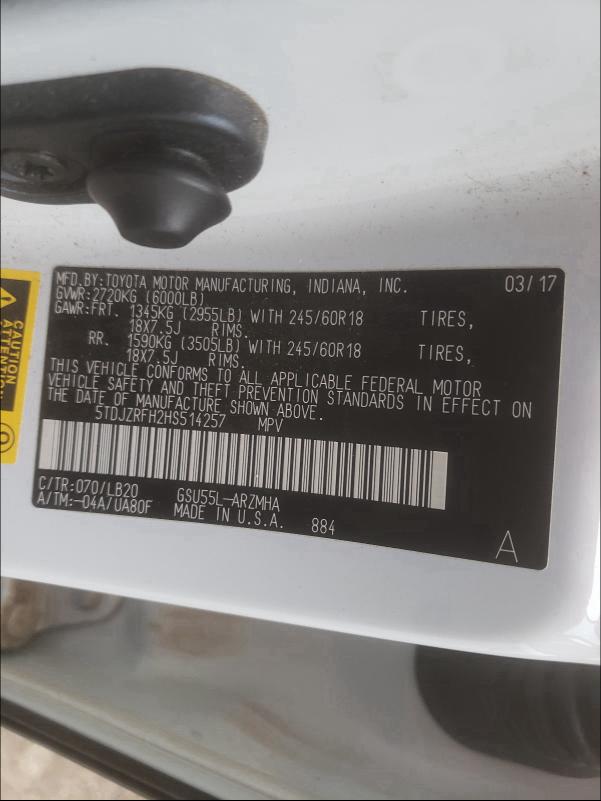 MFD.BY:TOYOTA MOTOR MANUFACTURING, INDIANA, INC. 03/17
GVWR:2720KG (6000LB)
GAWR:FRT. 1345KG (2955LB) WITH 245/60R18 TIRES,
18X7.5J RIMS.
RR. 1590KG (3505LB) WITH 245/60R18 TIRES,
18X7.5J RIMS.
THIS VEHICLE CONFORMS TO ALL APPLICABLE FEDERAL MOTOR
VEHICLE SAFETY AND THEFT PREVENTION STANDARDS IN EFFECT ON
THE DATE OF MANUFACTURE SHOWN ABOVE.
5TDJZRFH2HS514257 MPV
C/TR:070/LB20 GSU55L-ARZMHA
A/TM:-04A/UA80F MADE IN U.S.A. 884
A
CAUTION
ATTENTION